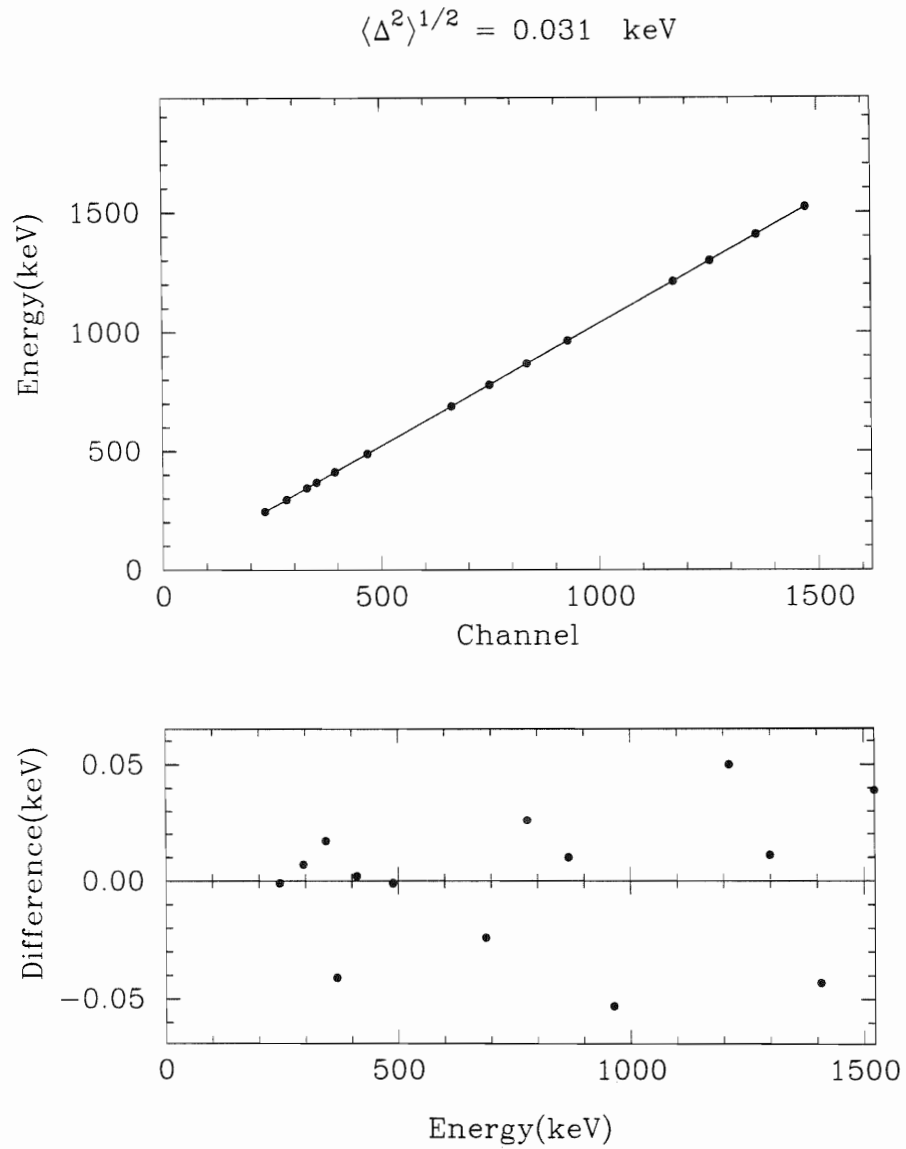 ⟨Δ²⟩^{1/2} = 0.031 keV
Energy(keV)
1500
1000
500
0
0 500 1000 1500
Channel
Difference(keV)
0.05
0.00
−0.05
0 500 1000 1500
Energy(keV)